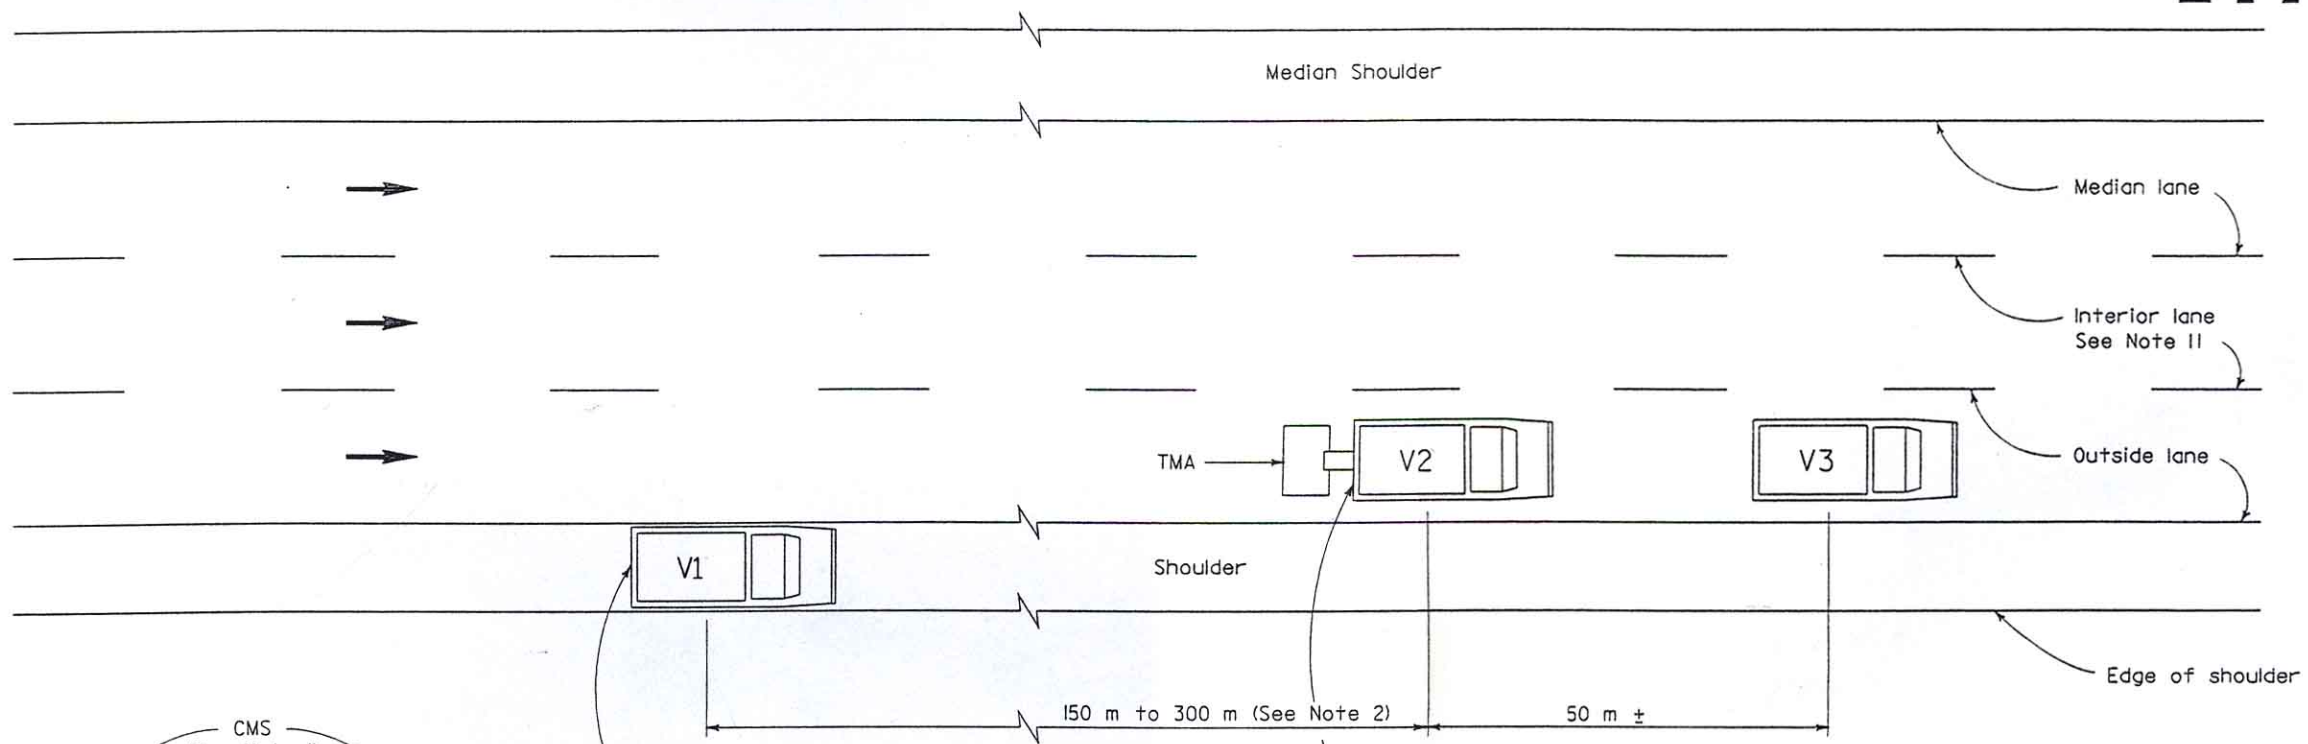 Median Shoulder
Median lane
Interior lane
See Note 11
TMA
V2
V3
Outside lane
V1
Shoulder
Edge of shoulder
150 m to 300 m (See Note 2)
50 m ±
CMS